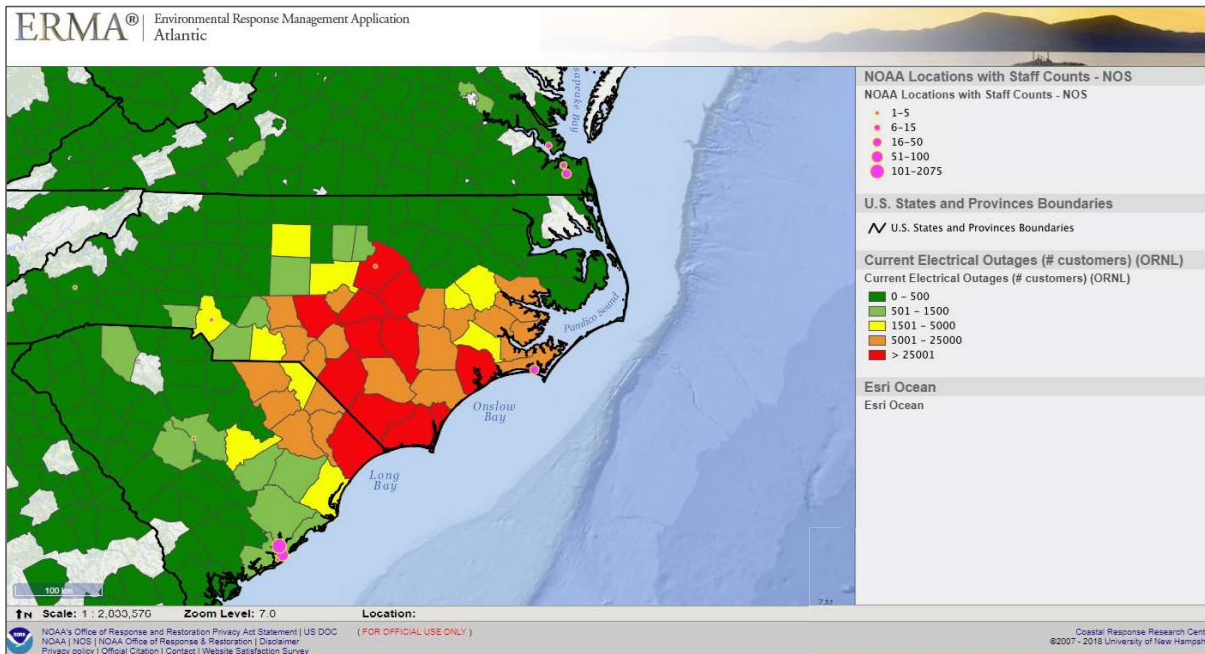 ERMA® Environmental Response Management Application
Atlantic
NOAA Locations with Staff Counts - NOS
NOAA Locations with Staff Counts - NOS
1–5
6–15
16–50
51–100
101–2075
U.S. States and Provinces Boundaries
U.S. States and Provinces Boundaries
Current Electrical Outages (# customers) (ORNL)
Current Electrical Outages (# customers) (ORNL)
0 – 500
501 – 1500
1501 – 5000
5001 – 25000
> 25001
Esri Ocean
Esri Ocean
sapeake Bay
Pamlico Sound
Onslow
Bay
Long
Bay
100 km
N Scale: 1 : 2,833,576 Zoom Level: 7.0 Location:
NOAA's Office of Response and Restoration Privacy Act Statement | US DOC ( FOR OFFICIAL USE ONLY )
NOAA | NOS | NOAA Office of Response & Restoration | Disclaimer
Privacy policy | Official Citation | Contact | Website Satisfaction Survey
Coastal Response Research Cent
©2007 - 2018 University of New Hampsh